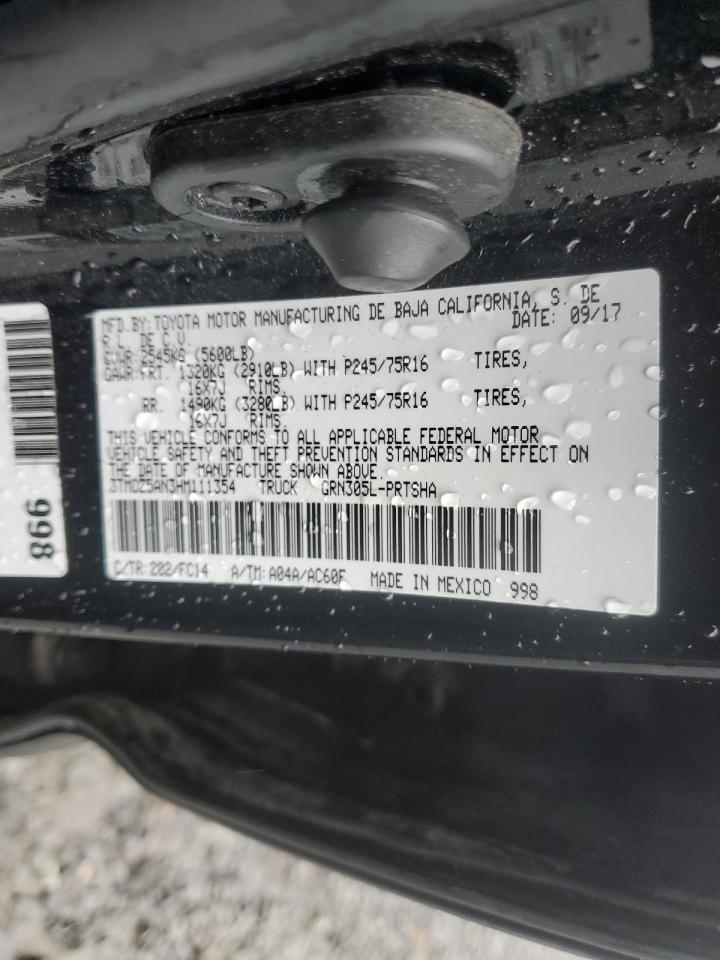 MFD.BY:TOYOTA MOTOR MANUFACTURING DE BAJA CALIFORNIA, S. DE
R.L. DE C.V. DATE: 09/17
GVWR:2545KG (5600LB)
GAWR:FRT. 1320KG (2910LB) WITH P245/75R16 TIRES,
16X7J RIMS.
RR. 1490KG (3280LB) WITH P245/75R16 TIRES,
16X7J RIMS.
THIS VEHICLE CONFORMS TO ALL APPLICABLE FEDERAL MOTOR
VEHICLE SAFETY AND THEFT PREVENTION STANDARDS IN EFFECT ON
THE DATE OF MANUFACTURE SHOWN ABOVE.
3TMCZ5AN3HM111354 TRUCK GRN305L-PRTSHA
C/TR:202/FC14 A/TM:A04A/AC60F MADE IN MEXICO 998
998